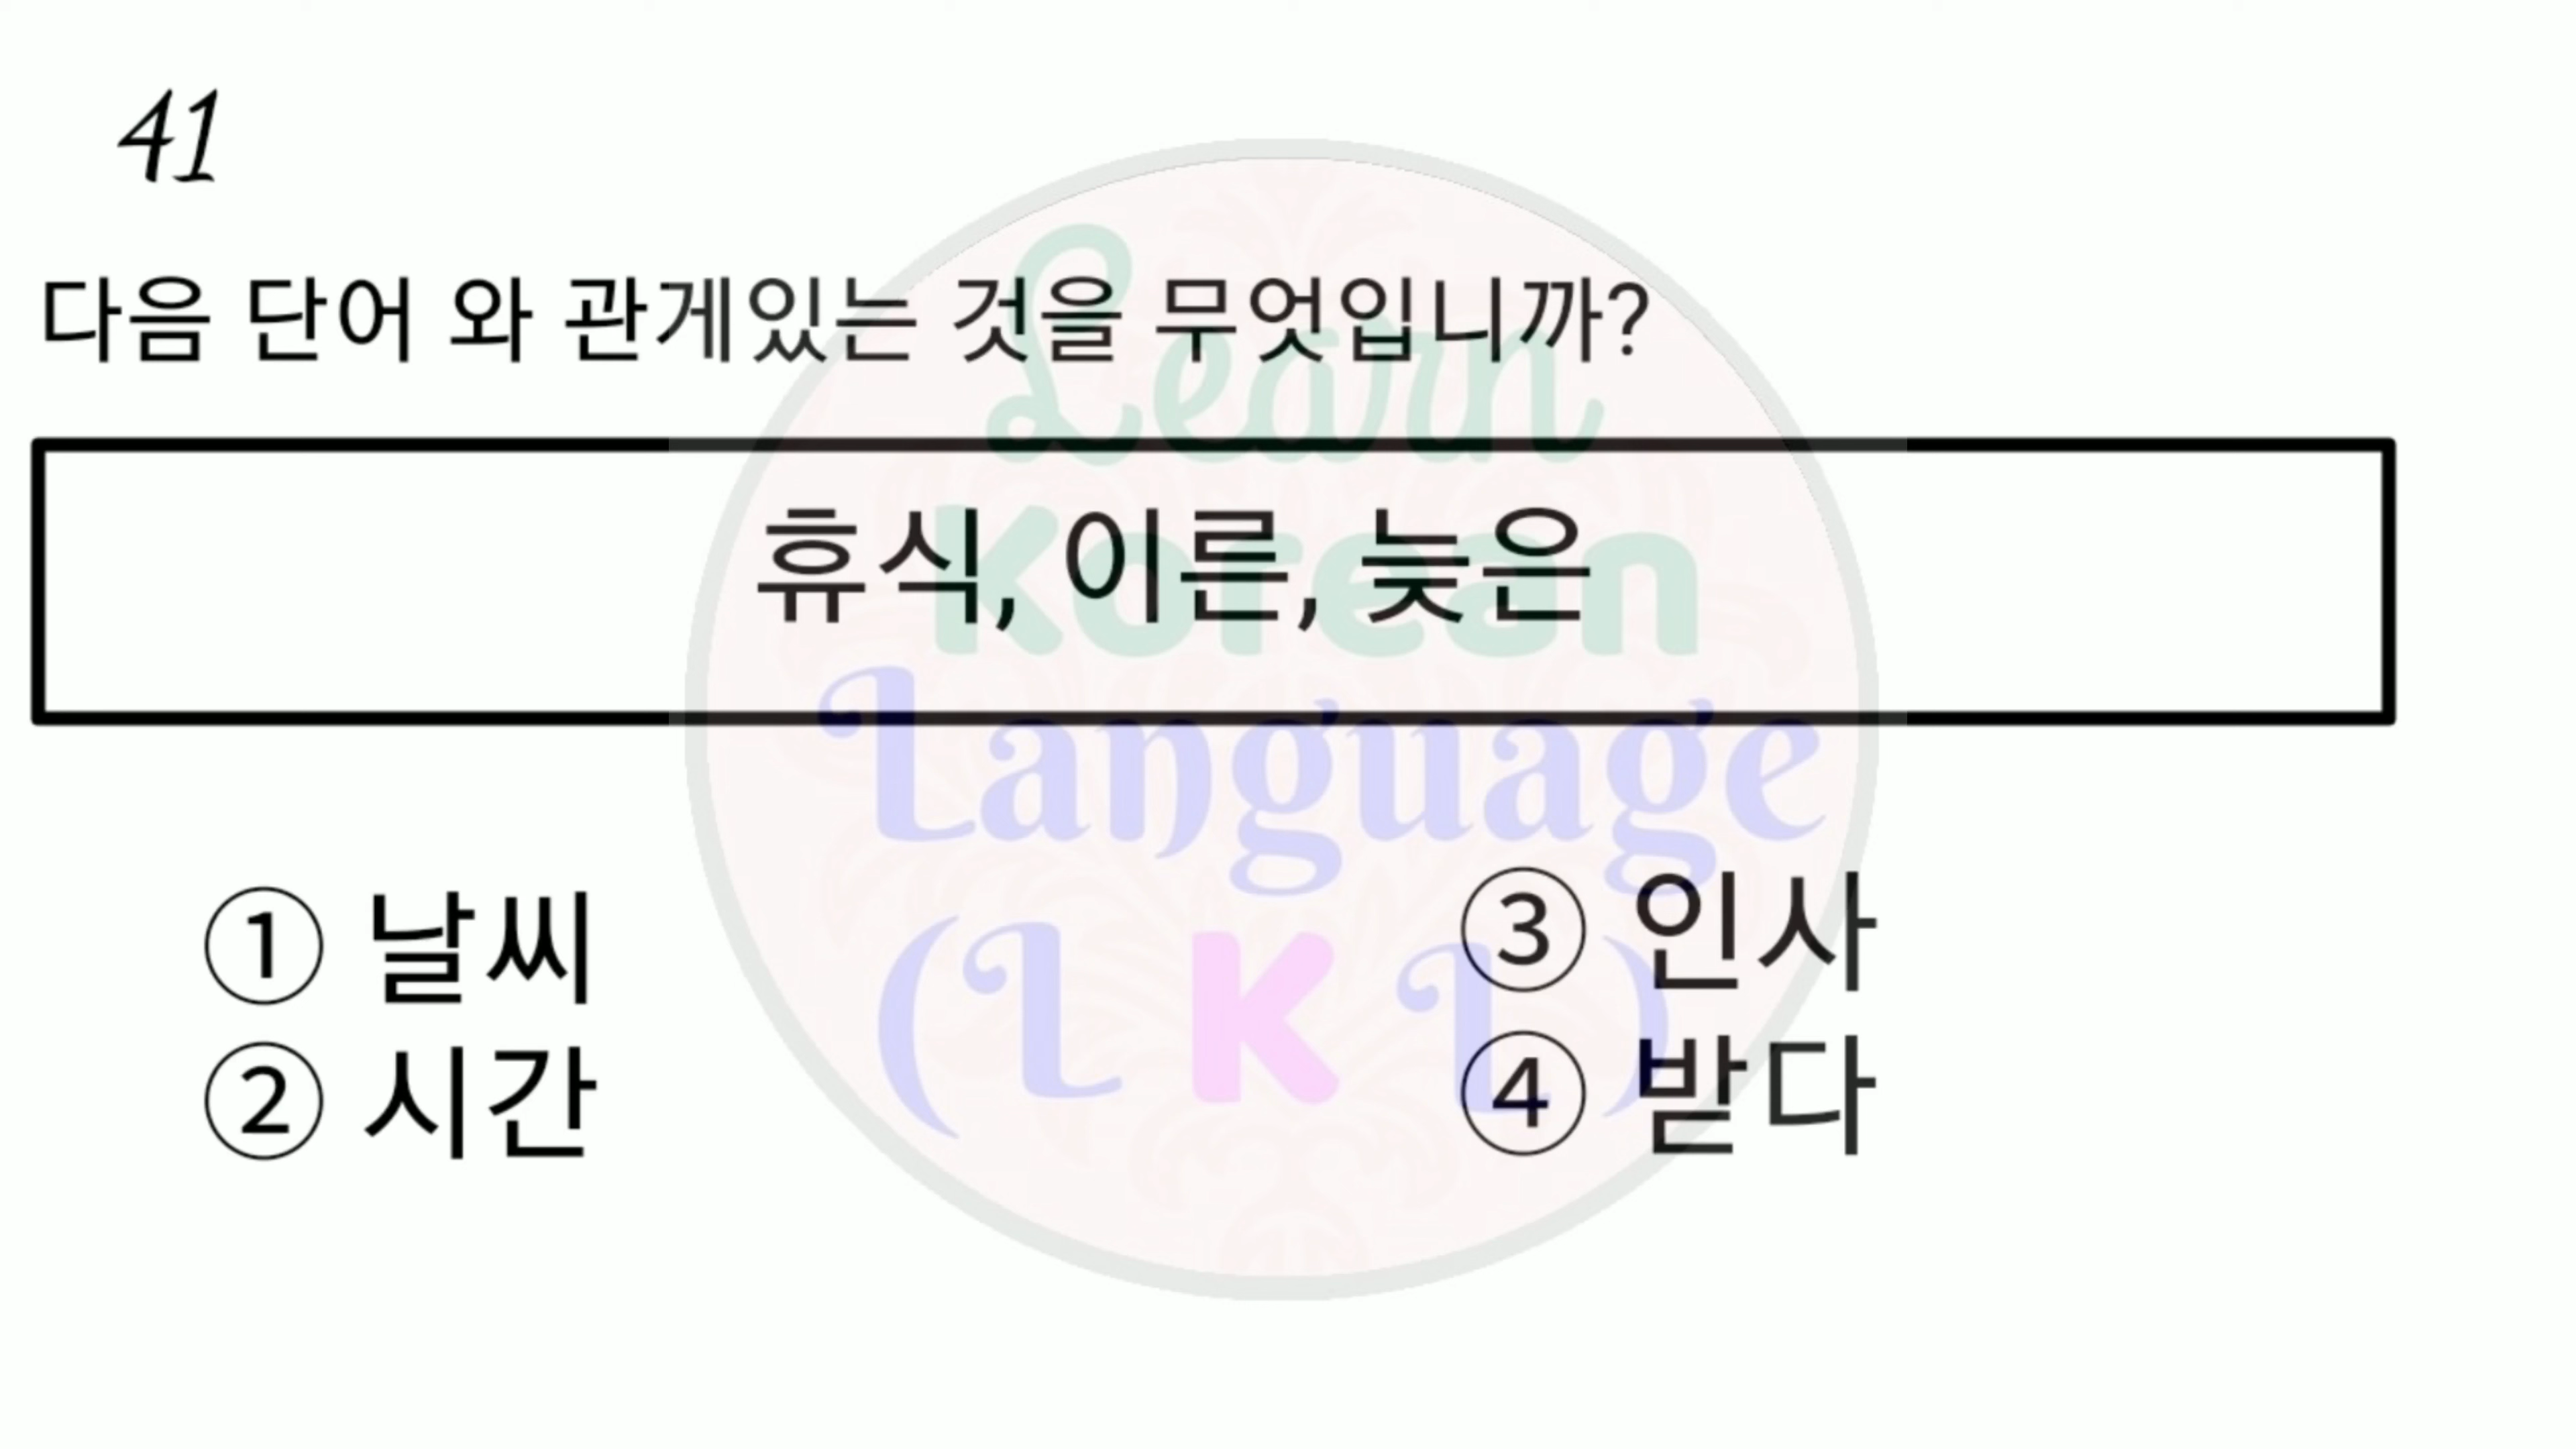 41
다음 단어 와 관게있는 것을 무엇입니까?
휴식, 이른, 늦은
① 날씨
② 시간
③ 인사
④ 받다
Learn
Korean
Language
(L K L)